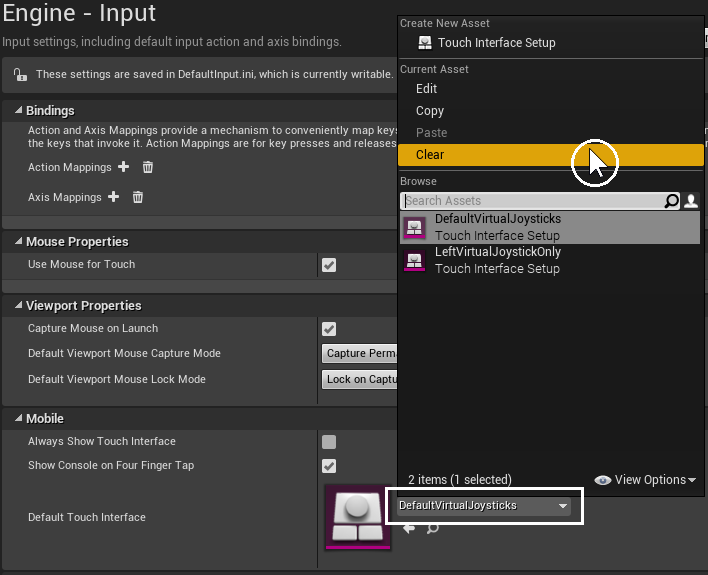 Engine - Input
Input settings, including default input action and axis bindings.
These settings are saved in DefaultInput.ini, which is currently writable.
Bindings
Action and Axis Mappings provide a mechanism to conveniently map keys
the keys that invoke it. Action Mappings are for key presses and releases
Action Mappings
Axis Mappings
Mouse Properties
Use Mouse for Touch
Viewport Properties
Capture Mouse on Launch
Default Viewport Mouse Capture Mode
Capture Perma
Default Viewport Mouse Lock Mode
Lock on Captu
Mobile
Always Show Touch Interface
Show Console on Four Finger Tap
Default Touch Interface
DefaultVirtualJoysticks
Create New Asset
Touch Interface Setup
Current Asset
Edit
Copy
Paste
Clear
Browse
Search Assets
DefaultVirtualJoysticks
Touch Interface Setup
LeftVirtualJoystickOnly
Touch Interface Setup
2 items (1 selected)
View Options